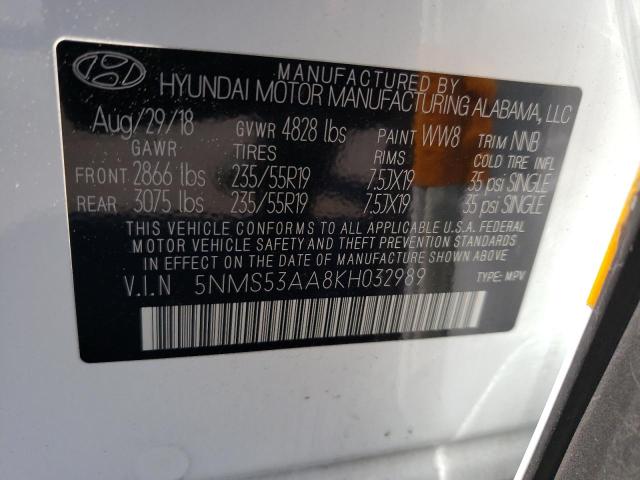 MANUFACTURED BY
HYUNDAI MOTOR MANUFACTURING ALABAMA, LLC
Aug/29/18 GVWR 4828 lbs PAINT WW8 TRIM NNB
GAWR TIRES RIMS COLD TIRE INFL
FRONT 2866 lbs 235/55R19 7.5JX19 35 psi SINGLE
REAR 3075 lbs 235/55R19 7.5JX19 35 psi SINGLE
THIS VEHICLE CONFORMS TO ALL APPLICABLE U.S.A. FEDERAL
MOTOR VEHICLE SAFETY AND THEFT PREVENTION STANDARDS
IN EFFECT ON THE DATE OF MANUFACTURE SHOWN ABOVE.
V.I.N 5NMS53AA8KH032989 TYPE: MPV